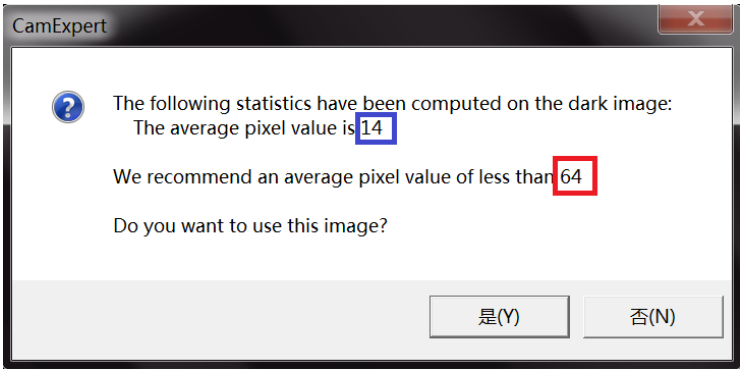 CamExpert
The following statistics have been computed on the dark image:
The average pixel value is 14
We recommend an average pixel value of less than 64
Do you want to use this image?
是(Y)
否(N)